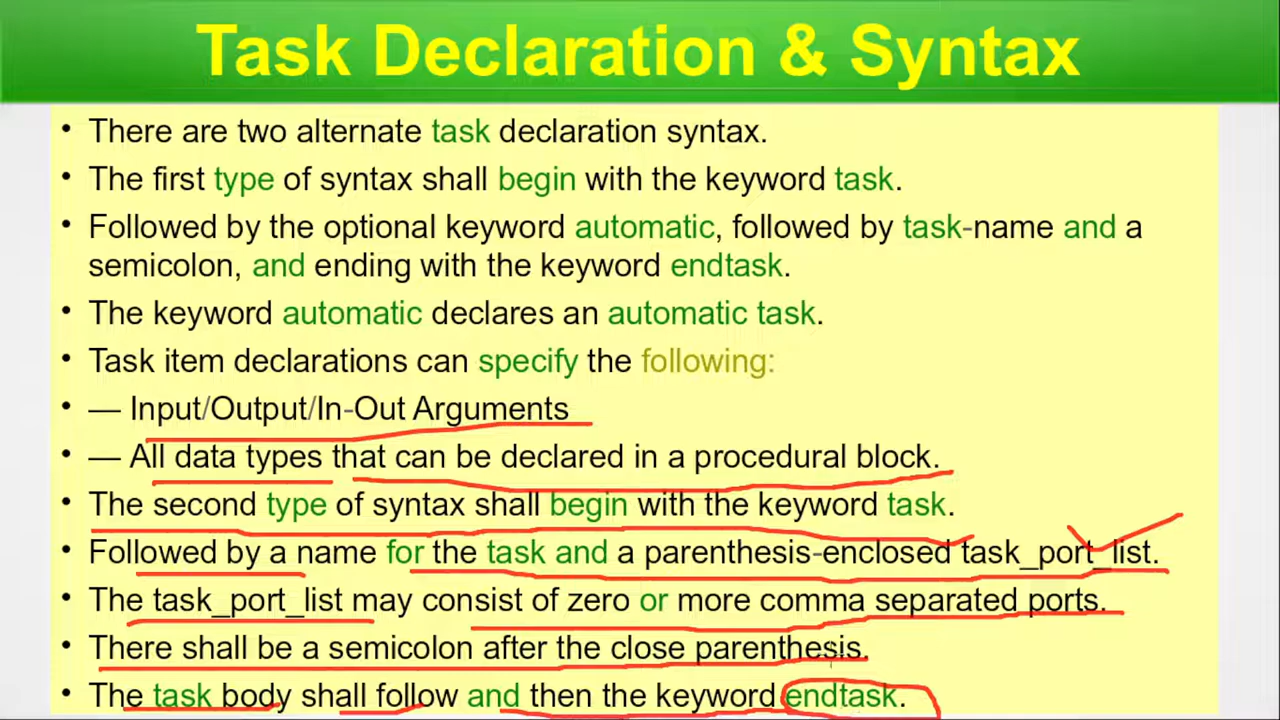 Task Declaration & Syntax
• There are two alternate task declaration syntax.
• The first type of syntax shall begin with the keyword task.
• Followed by the optional keyword automatic, followed by task-name and a
semicolon, and ending with the keyword endtask.
• The keyword automatic declares an automatic task.
• Task item declarations can specify the following:
• — Input/Output/In-Out Arguments
• — All data types that can be declared in a procedural block.
• The second type of syntax shall begin with the keyword task.
• Followed by a name for the task and a parenthesis-enclosed task_port_list.
• The task_port_list may consist of zero or more comma separated ports.
• There shall be a semicolon after the close parenthesis.
• The task body shall follow and then the keyword endtask.